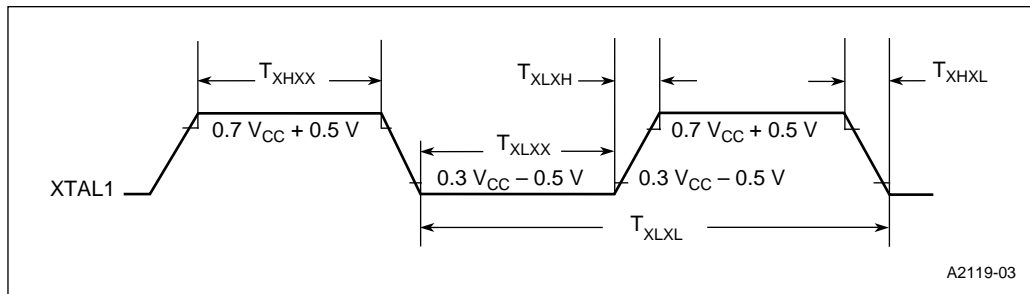 T_XHXX
T_XLXH
T_XHXL
0.7 V_CC + 0.5 V
0.7 V_CC + 0.5 V
T_XLXX
XTAL1
0.3 V_CC – 0.5 V
0.3 V_CC – 0.5 V
T_XLXL
A2119-03